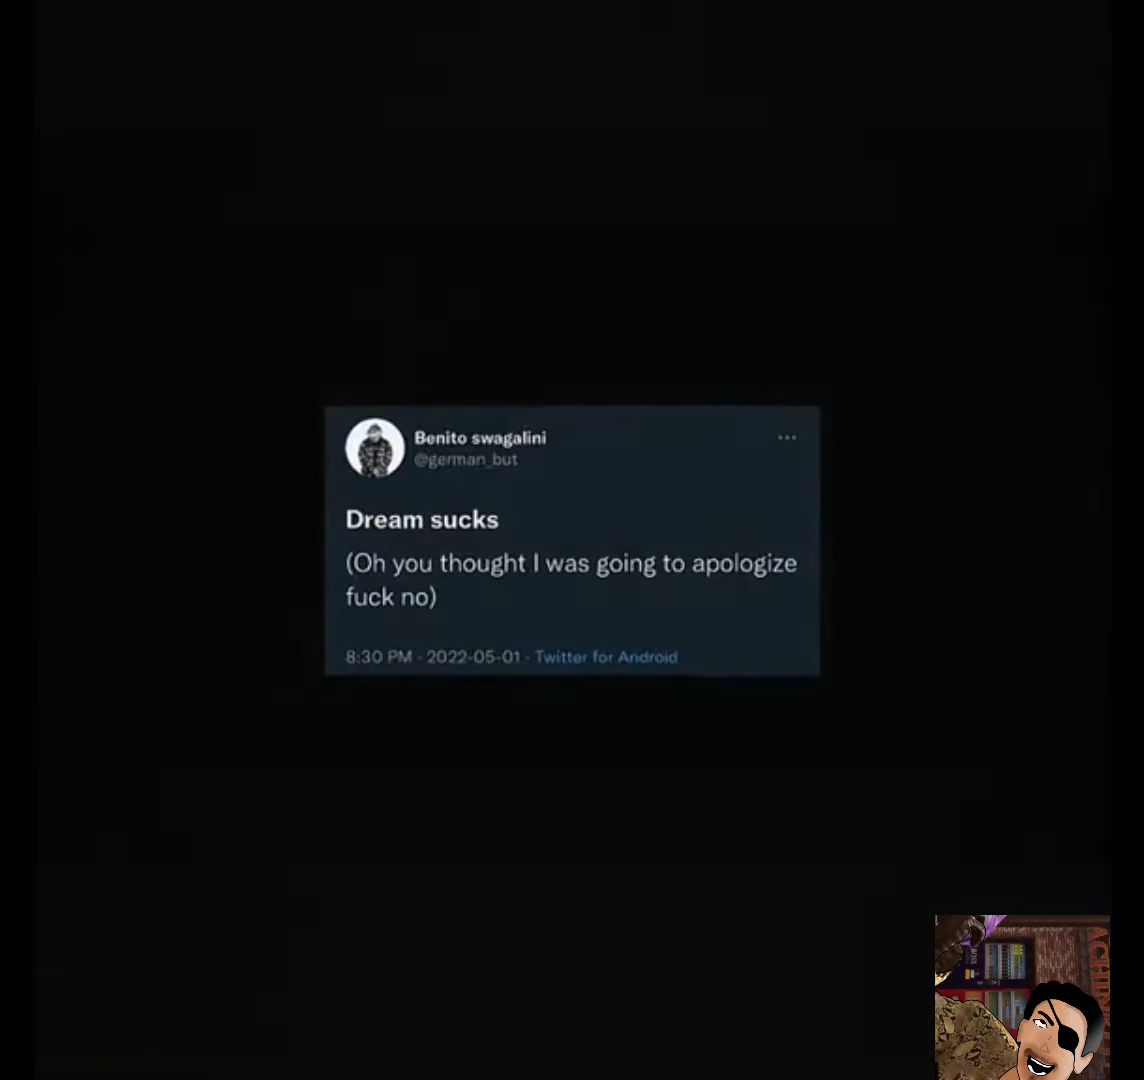 Benito swagalini
@german_but
Dream sucks
(Oh you thought I was going to apologize
fuck no)
8:30 PM · 2022-05-01 · Twitter for Android